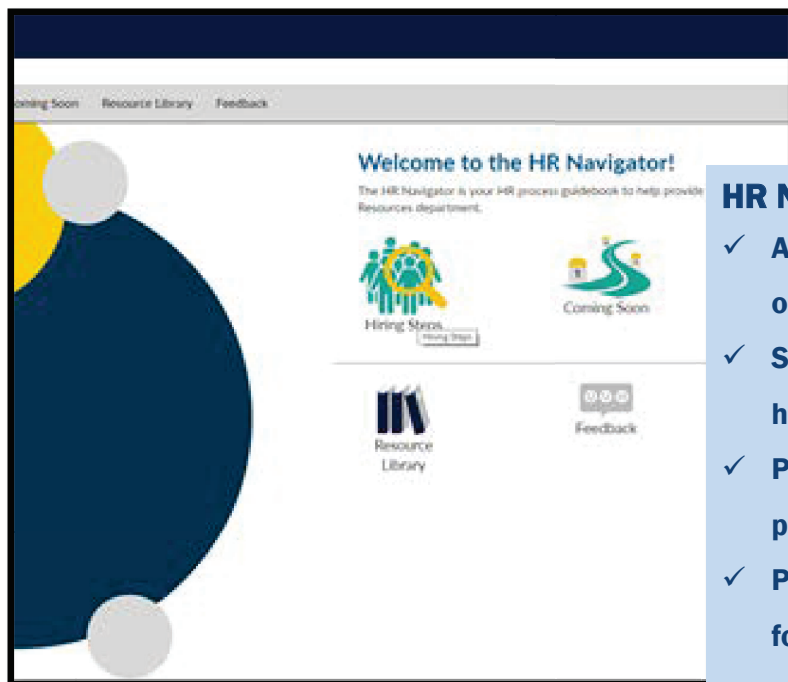 oming Soon Resource Library Feedback
Welcome to the HR Navigator!
The HR Navigator is your HR process guidebook to help provide
Resources department.
Hiring Steps
Hiring Steps
Coming Soon
Resource
Library
Feedback
HR N
✓ A
o
✓ S
h
✓ P
p
✓ P
fo